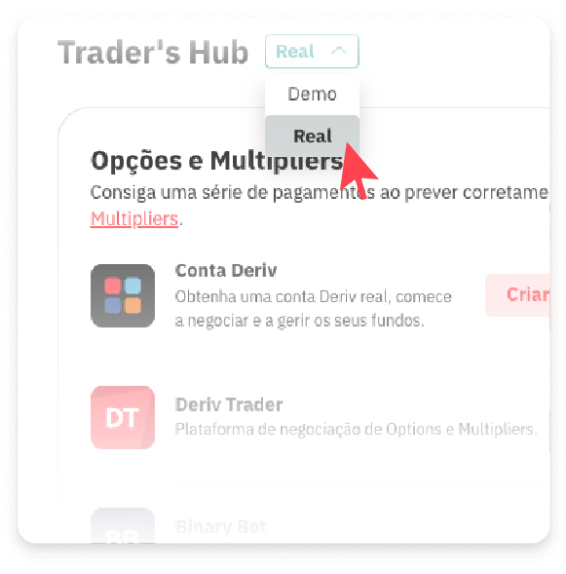 Trader's Hub
Real
Demo
Real
Opções e Multipliers
Consiga uma série de pagamentos ao prever corretame
Multipliers.
Conta Deriv
Obtenha uma conta Deriv real, comece
a negociar e a gerir os seus fundos.
Criar
DT
Deriv Trader
Plataforma de negociação de Options e Multipliers.
BB
Binary Bot